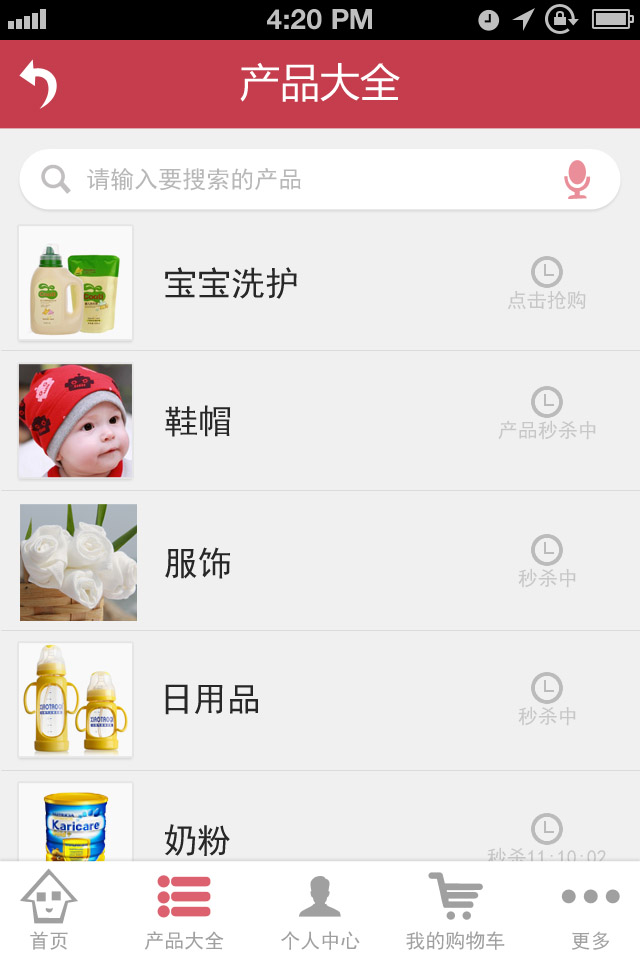 4:20 PM
产品大全
请输入要搜索的产品
宝宝洗护
点击抢购
鞋帽
产品秒杀中
服饰
秒杀中
日用品
秒杀中
Karicare
奶粉
秒杀11:10:02
首页
产品大全
个人中心
我的购物车
更多